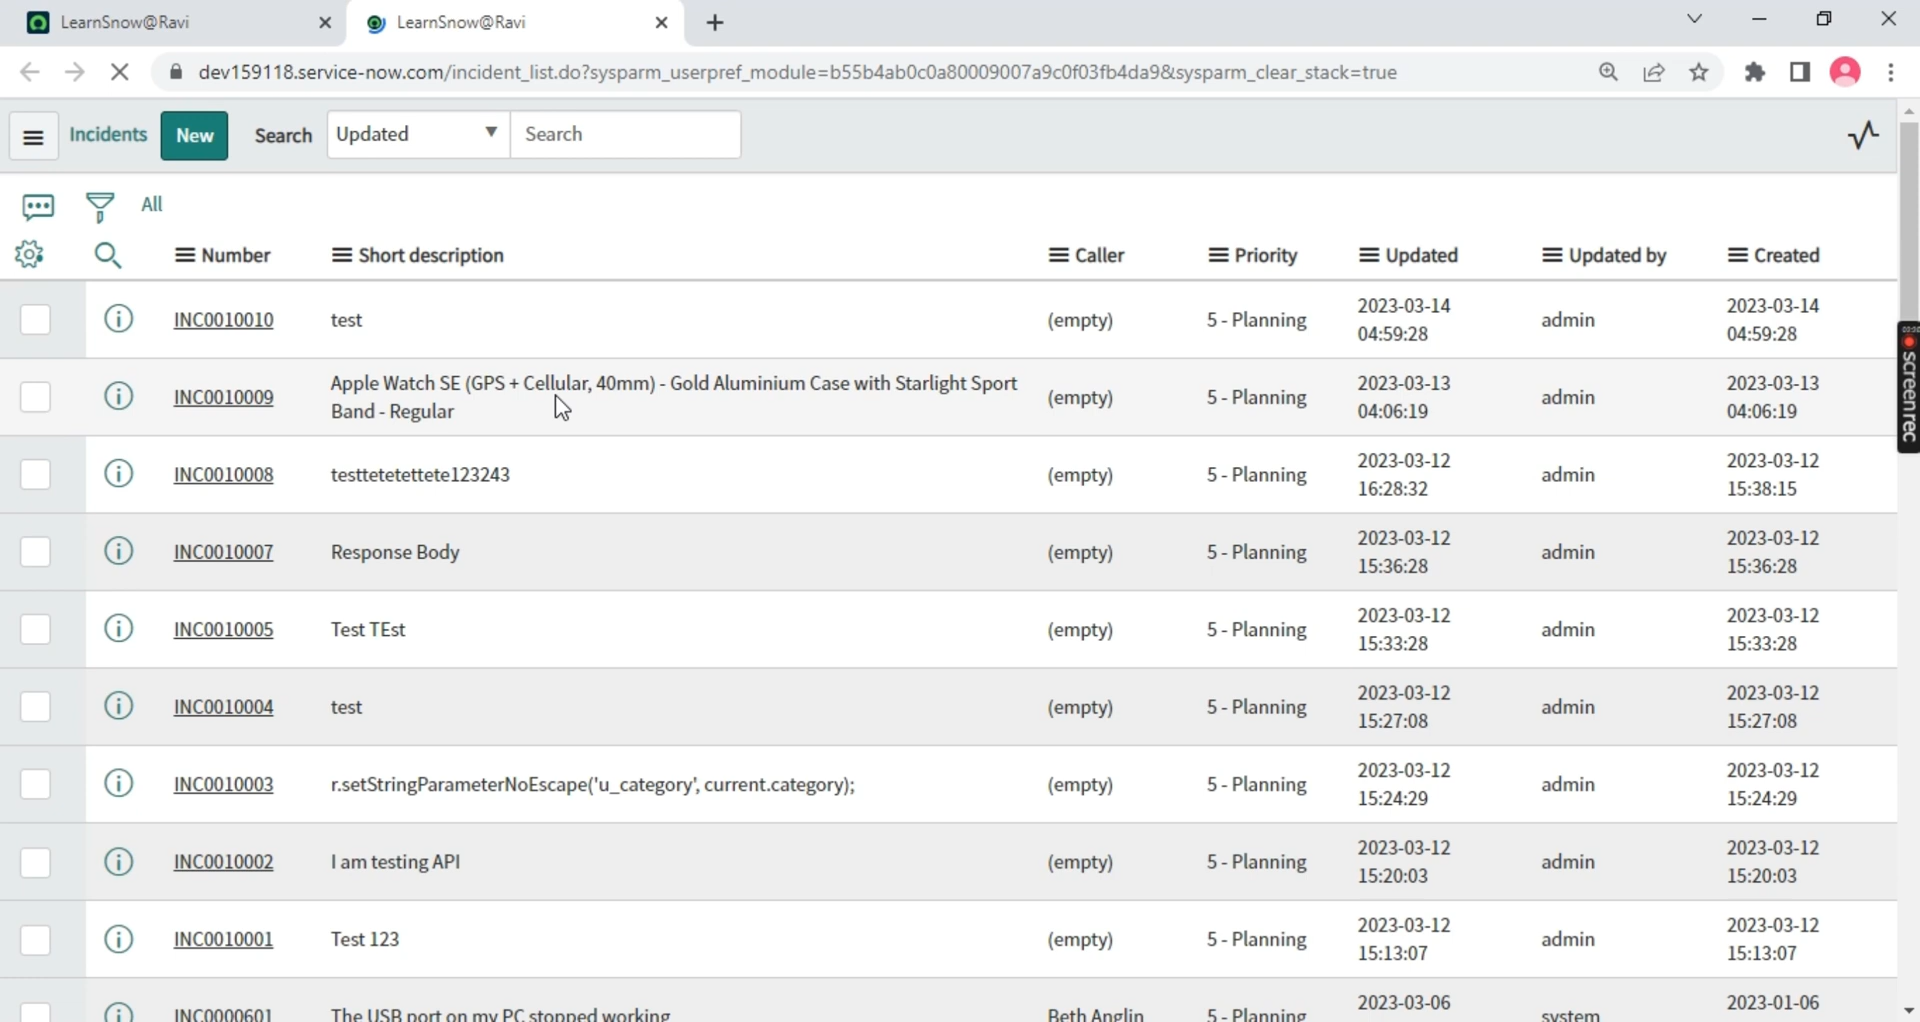 LearnSnow@Ravi
LearnSnow@Ravi
dev159118.service-now.com/incident_list.do?sysparm_userpref_module=b55b4ab0c0a80009007a9c0f03fb4da9&sysparm_clear_stack=true
Incidents New Search Updated Search
All
Number Short description Caller Priority Updated Updated by Created
INC0010010 test (empty) 5 - Planning 2023-03-14 admin 2023-03-14
04:59:28 04:59:28
INC0010009 Apple Watch SE (GPS + Cellular, 40mm) - Gold Aluminium Case with Starlight Sport (empty) 5 - Planning 2023-03-13 admin 2023-03-13
Band - Regular 04:06:19 04:06:19
INC0010008 testtetetettete123243 (empty) 5 - Planning 2023-03-12 admin 2023-03-12
16:28:32 15:38:15
INC0010007 Response Body (empty) 5 - Planning 2023-03-12 admin 2023-03-12
15:36:28 15:36:28
INC0010005 Test TEst (empty) 5 - Planning 2023-03-12 admin 2023-03-12
15:33:28 15:33:28
INC0010004 test (empty) 5 - Planning 2023-03-12 admin 2023-03-12
15:27:08 15:27:08
INC0010003 r.setStringParameterNoEscape('u_category', current.category); (empty) 5 - Planning 2023-03-12 admin 2023-03-12
15:24:29 15:24:29
INC0010002 I am testing API (empty) 5 - Planning 2023-03-12 admin 2023-03-12
15:20:03 15:20:03
INC0010001 Test 123 (empty) 5 - Planning 2023-03-12 admin 2023-03-12
15:13:07 15:13:07
INC0000601 The USB port on my PC stopped working Beth Anglin 5 - Planning 2023-03-06 system 2023-01-06
screenrec